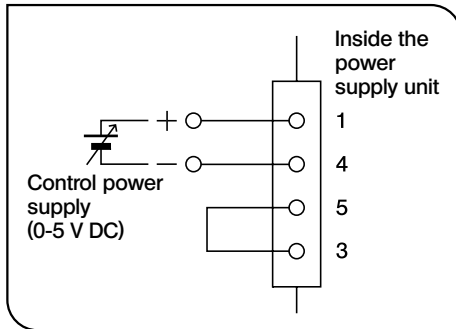 Inside the
power
supply unit
+
1
−
4
Control power
supply
(0-5 V DC)
5
3